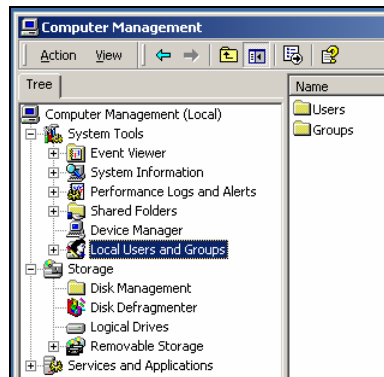 Computer Management
Action View
Tree
Name
Computer Management (Local)
Users
System Tools
Groups
Event Viewer
System Information
Performance Logs and Alerts
Shared Folders
Device Manager
Local Users and Groups
Storage
Disk Management
Disk Defragmenter
Logical Drives
Removable Storage
Services and Applications